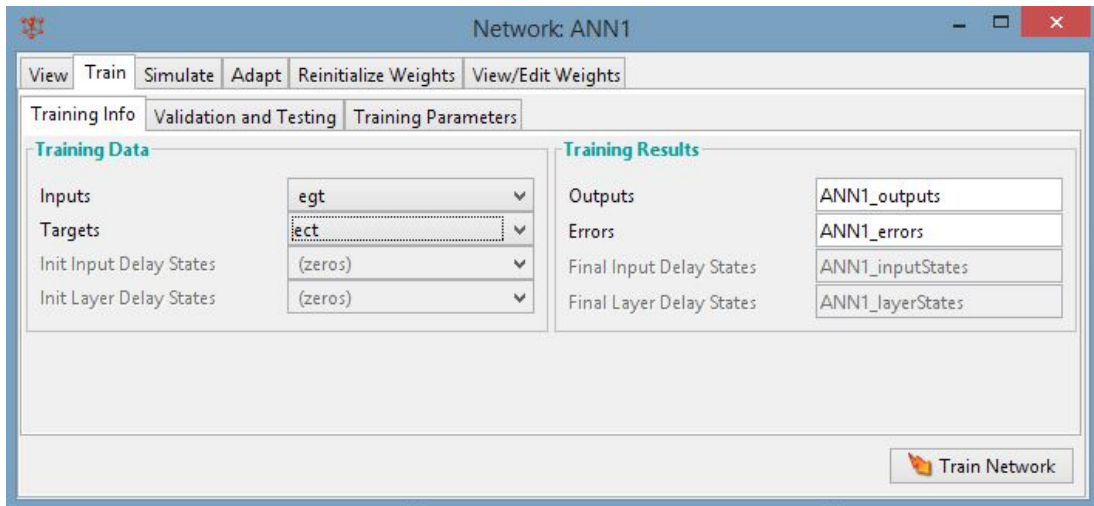 Network: ANN1
View Train Simulate Adapt Reinitialize Weights View/Edit Weights
Training Info Validation and Testing Training Parameters
Training Data
Inputs egt
Targets ect
Init Input Delay States (zeros)
Init Layer Delay States (zeros)
Training Results
Outputs ANN1_outputs
Errors ANN1_errors
Final Input Delay States ANN1_inputStates
Final Layer Delay States ANN1_layerStates
Train Network